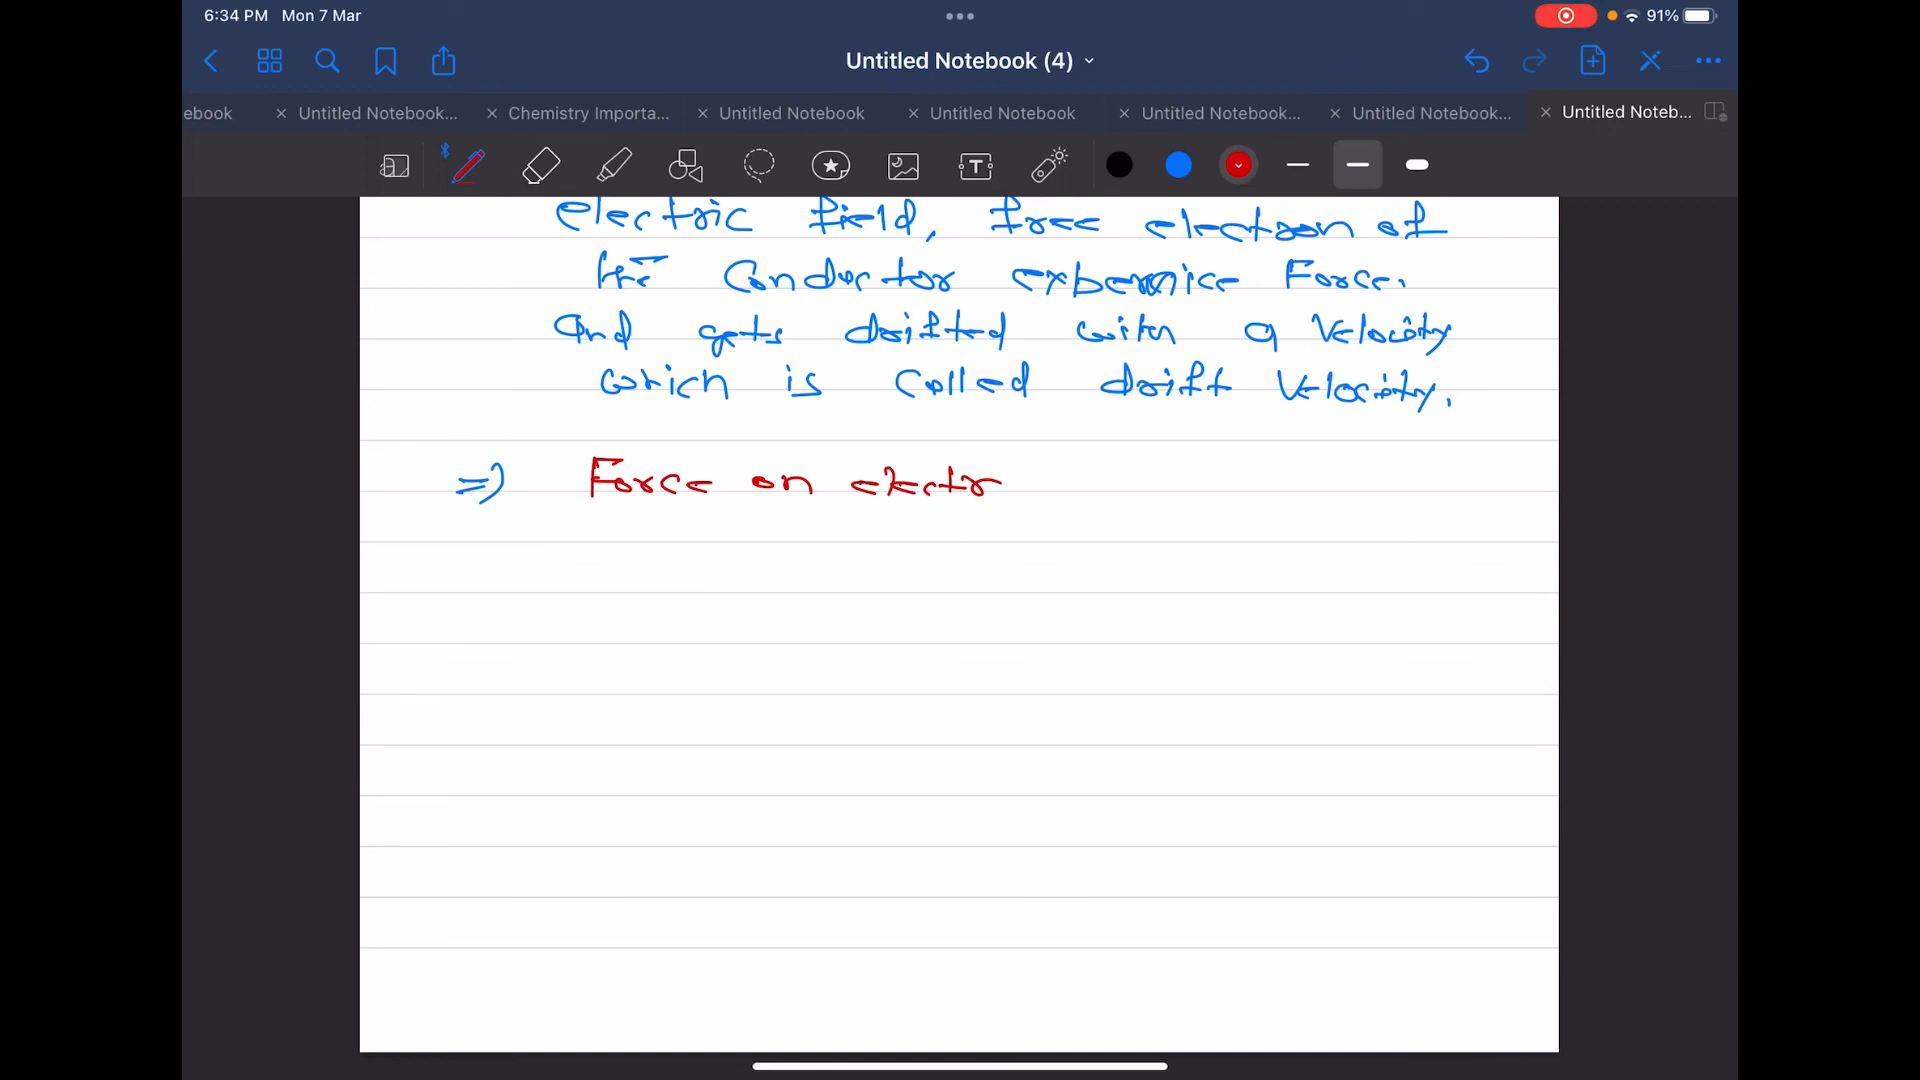 6:34 PM Mon 7 Mar
91%
Untitled Notebook (4)
ebook
Untitled Notebook...
Chemistry Importa...
Untitled Notebook
Untitled Notebook
Untitled Notebook...
Untitled Notebook...
Untitled Noteb...
electric field, free electron of
the Conductor Force.
and gets drifted with a Velocity
which is called drift Velocity.
=) Force on electr